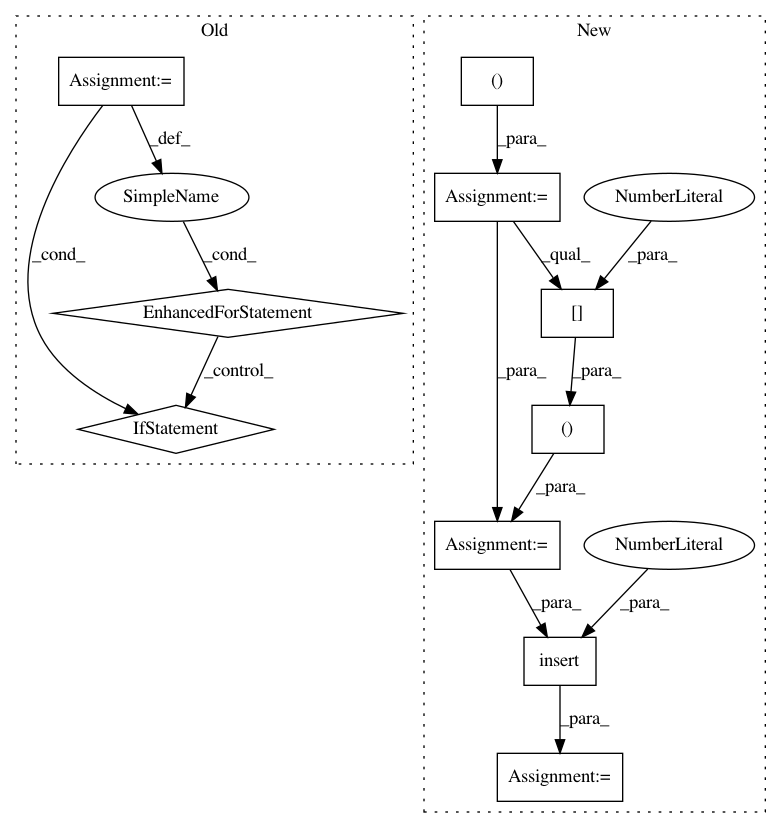 Old
New
Assignment:=
()
_def_
_para_
SimpleName
Assignment:=
NumberLiteral
_cond_
_cond_
_qual_
_para_
EnhancedForStatement
[]
_control_
_para_
_para_
IfStatement
()
_para_
Assignment:=
NumberLiteral
_para_
_para_
insert
_para_
Assignment:=